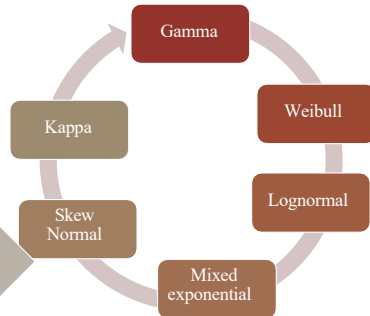 Gamma
Weibull
Lognormal
Mixed
exponential
Skew
Normal
Kappa